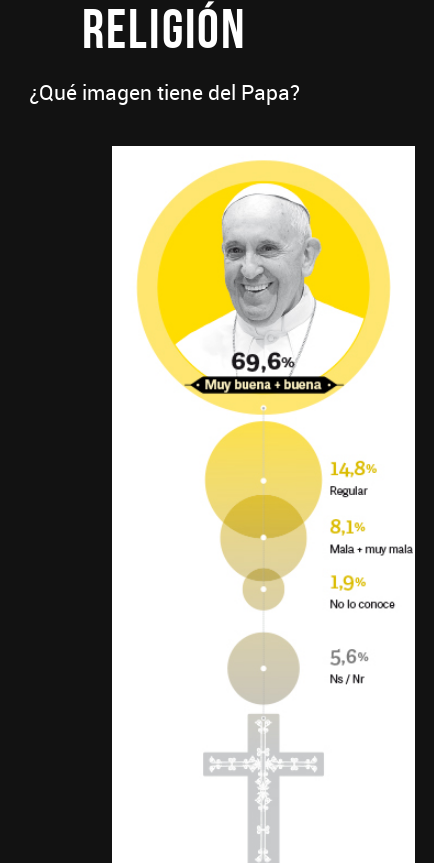 RELIGIÓN
¿Qué imagen tiene del Papa?
69,6%
Muy buena + buena
14,8%
Regular
8,1%
Mala + muy mala
1,9%
No lo conoce
5,6%
Ns / Nr